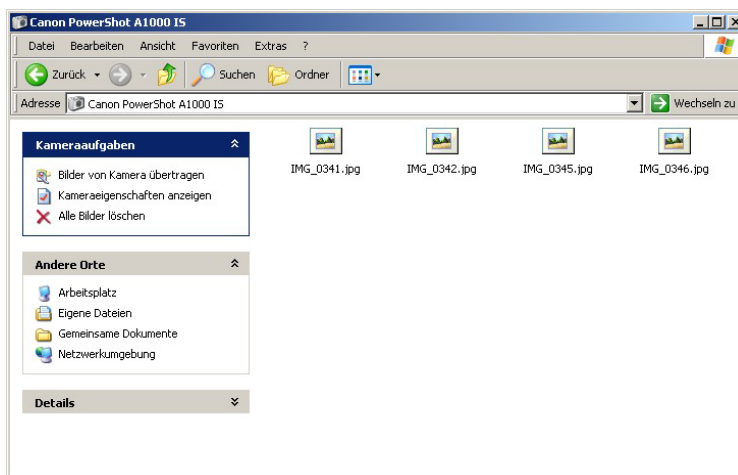 Canon PowerShot A1000 IS
Datei Bearbeiten Ansicht Favoriten Extras ?
Zurück Suchen Ordner
Adresse Canon PowerShot A1000 IS Wechseln zu
Kameraaufgaben
Bilder von Kamera übertragen
Kameraeigenschaften anzeigen
Alle Bilder löschen
IMG_0341.jpg IMG_0342.jpg IMG_0345.jpg IMG_0346.jpg
Andere Orte
Arbeitsplatz
Eigene Dateien
Gemeinsame Dokumente
Netzwerkumgebung
Details